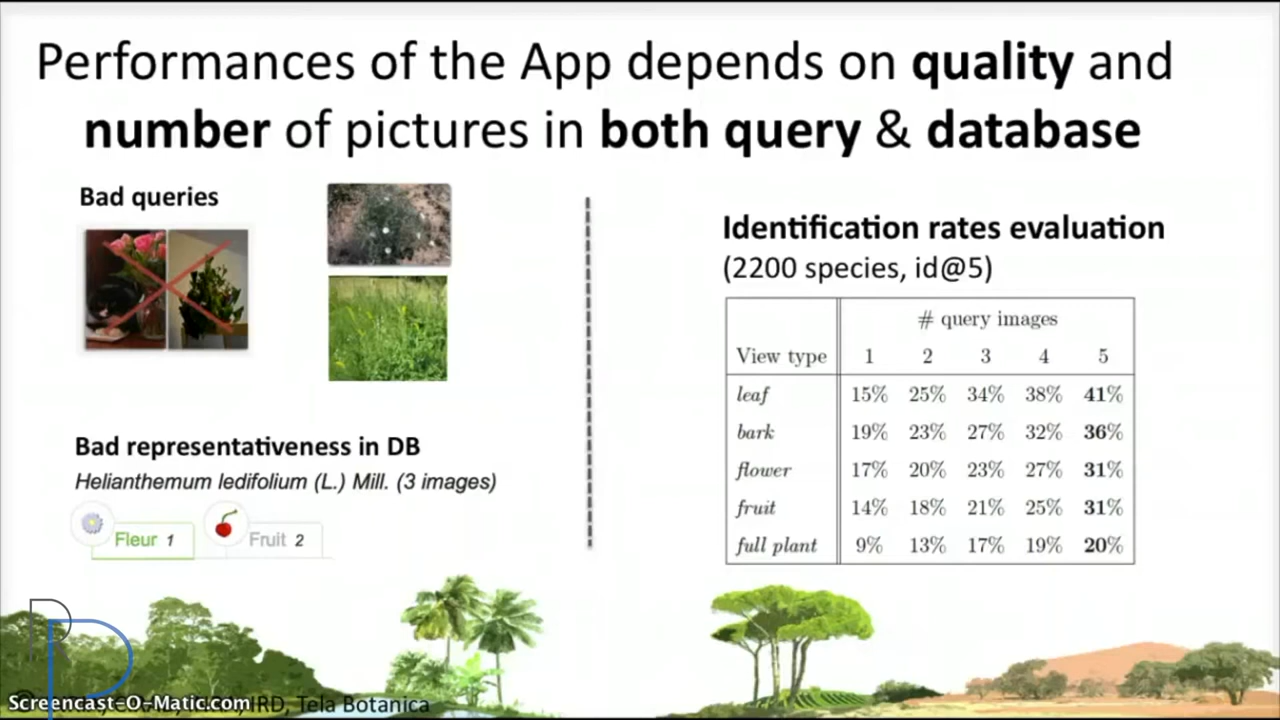 Performances of the App depends on quality and
number of pictures in both query & database
Bad queries
Bad representativeness in DB
Helianthemum ledifolium (L.) Mill. (3 images)
Fleur 1 Fruit 2
Identification rates evaluation
(2200 species, id@5)
# query images
View type 1 2 3 4 5
leaf 15% 25% 34% 38% 41%
bark 19% 23% 27% 32% 36%
flower 17% 20% 23% 27% 31%
fruit 14% 18% 21% 25% 31%
full plant 9% 13% 17% 19% 20%
RD
Screencast-O-Matic.com
IRD, Tela Botanica